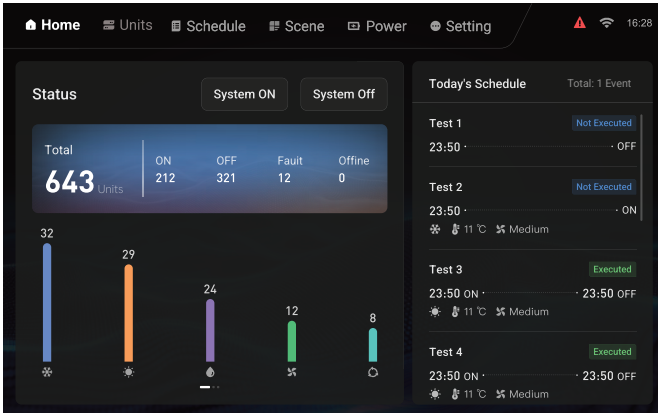 Home Units Schedule Scene Power Setting 16:28
Status System ON System Off
Total
643 Units
ON OFF Fauit Offine
212 321 12 0
32
29
24
12
8
Today's Schedule Total: 1 Event
Test 1 Not Executed
23:50 OFF
Test 2 Not Executed
23:50 ON
11 ℃ Medium
Test 3 Executed
23:50 ON 23:50 OFF
11 ℃ Medium
Test 4 Executed
23:50 ON 23:50 OFF
11 ℃ Medium